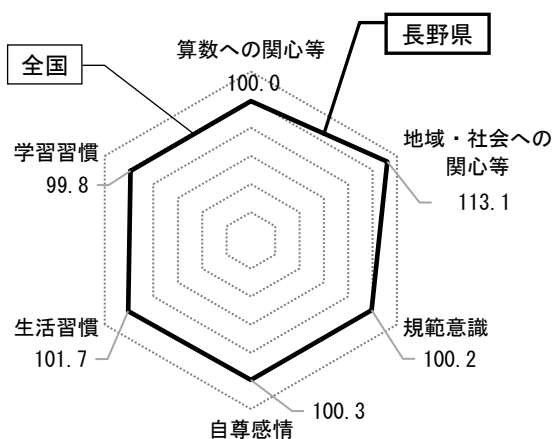 算数への関心等
100.0
長野県
全国
地域・社会への
関心等
113.1
学習習慣
99.8
規範意識
100.2
生活習慣
101.7
100.3
自尊感情